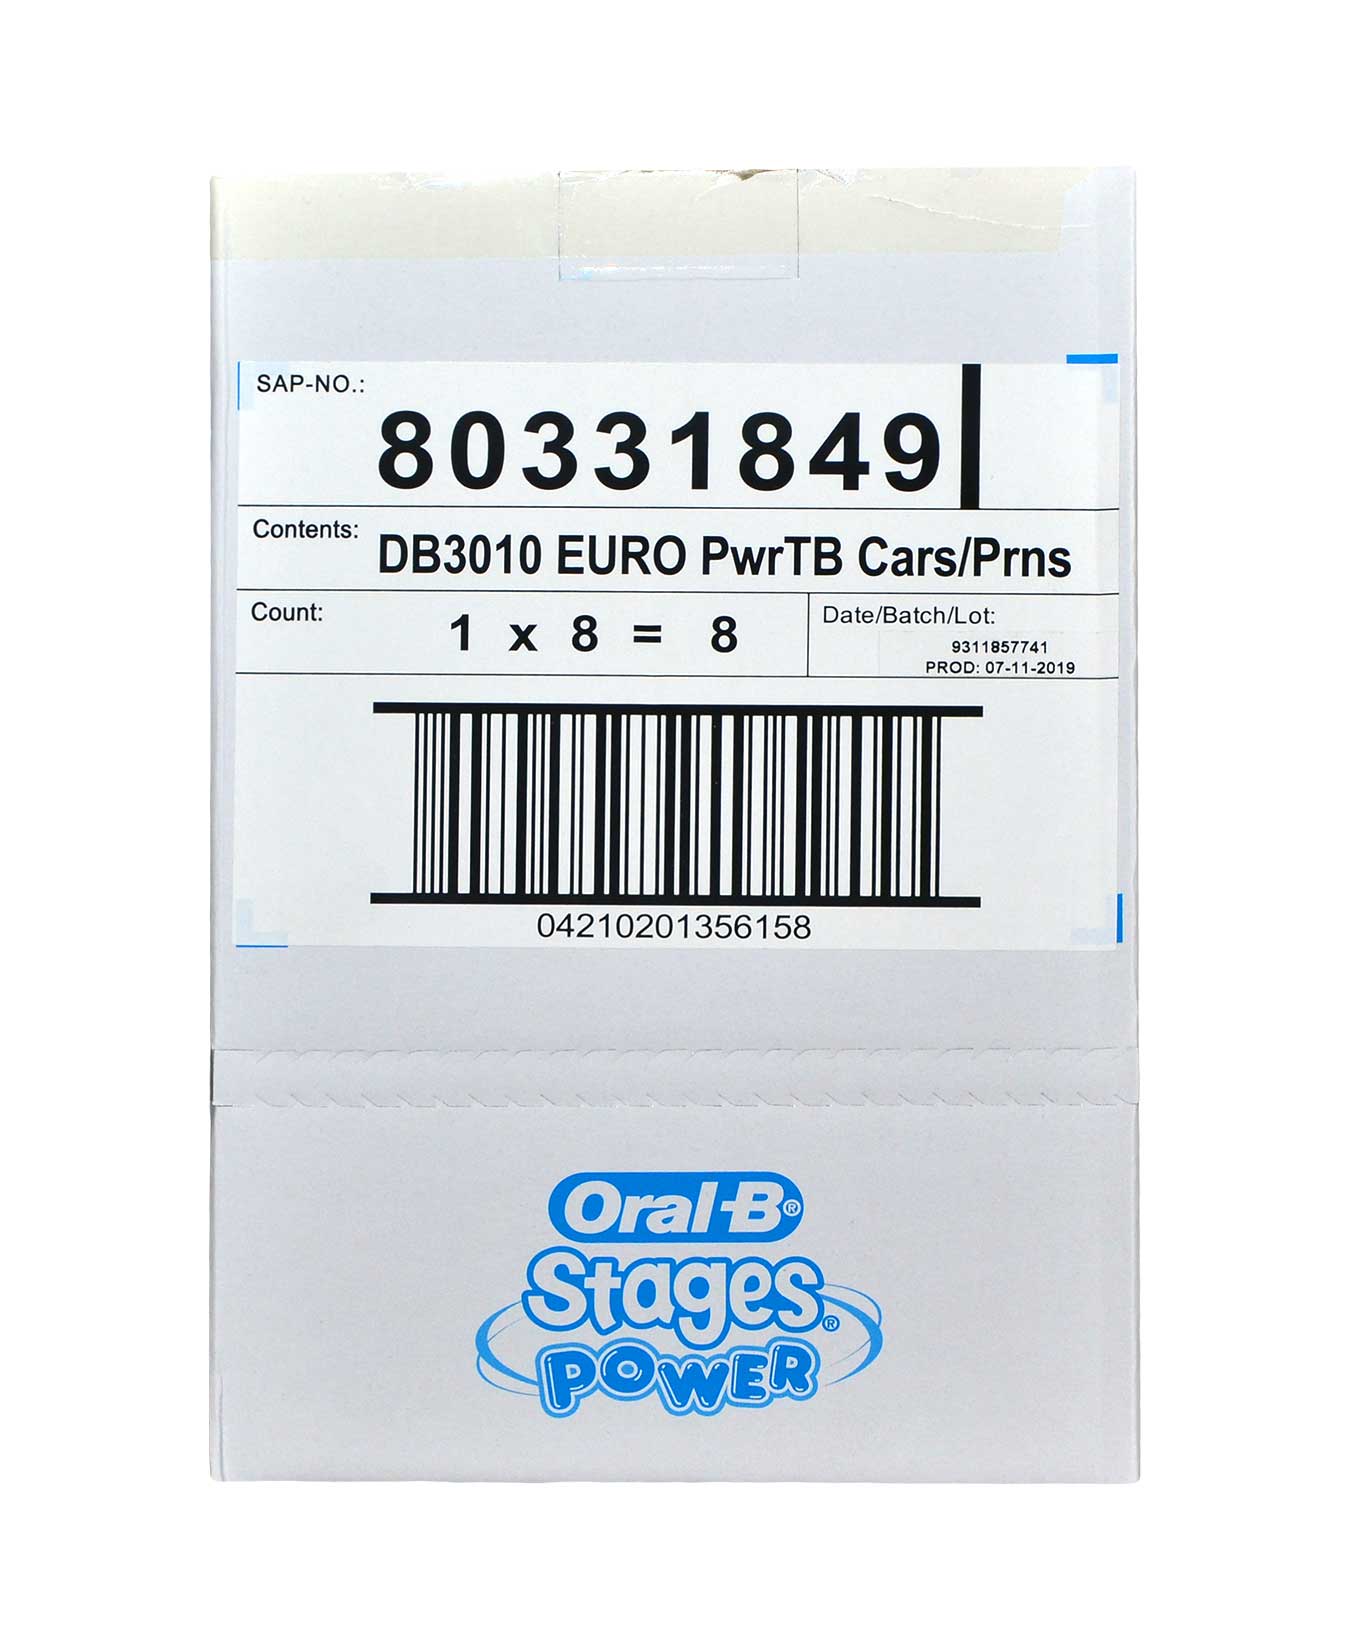 SAP-NO.:
80331849
Contents:
DB3010 EURO PwrTB Cars/Prns
Count:
1 x 8 = 8
Date/Batch/Lot:
9311857741
PROD: 07-11-2019
04210201356158
Oral-B®
Stages®
POWER